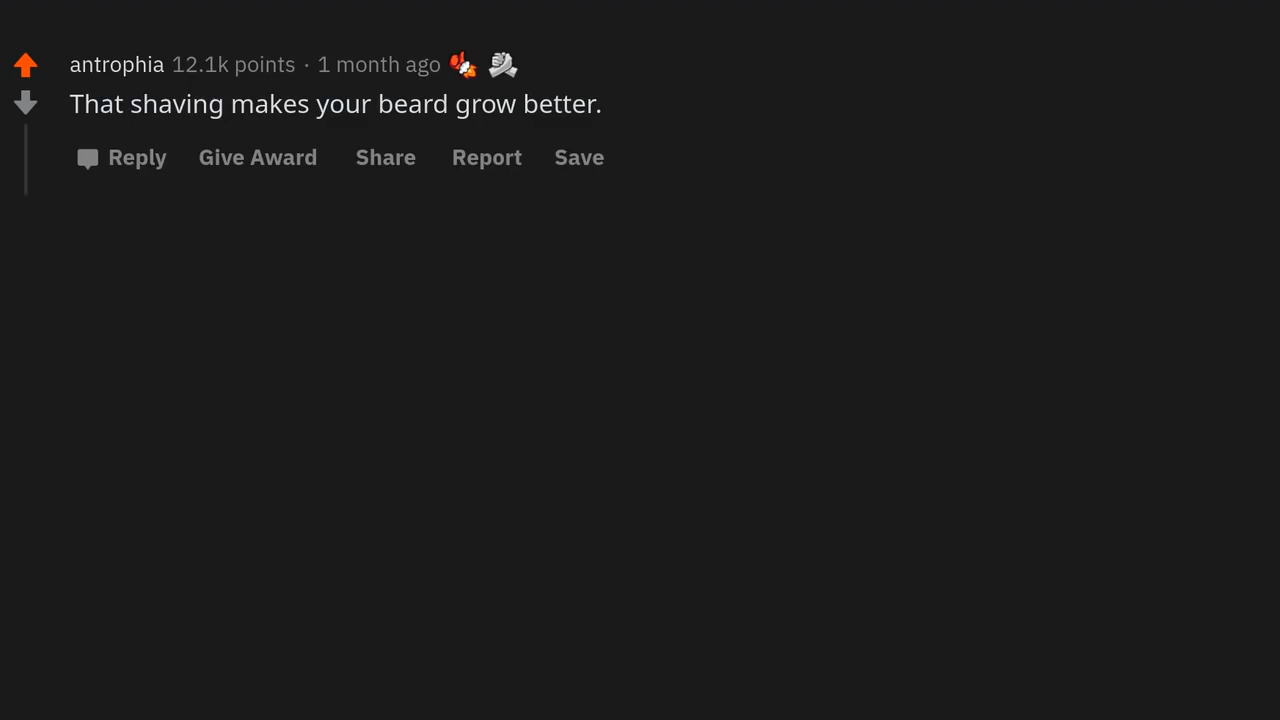 antrophia 12.1k points · 1 month ago
That shaving makes your beard grow better.
Reply Give Award Share Report Save